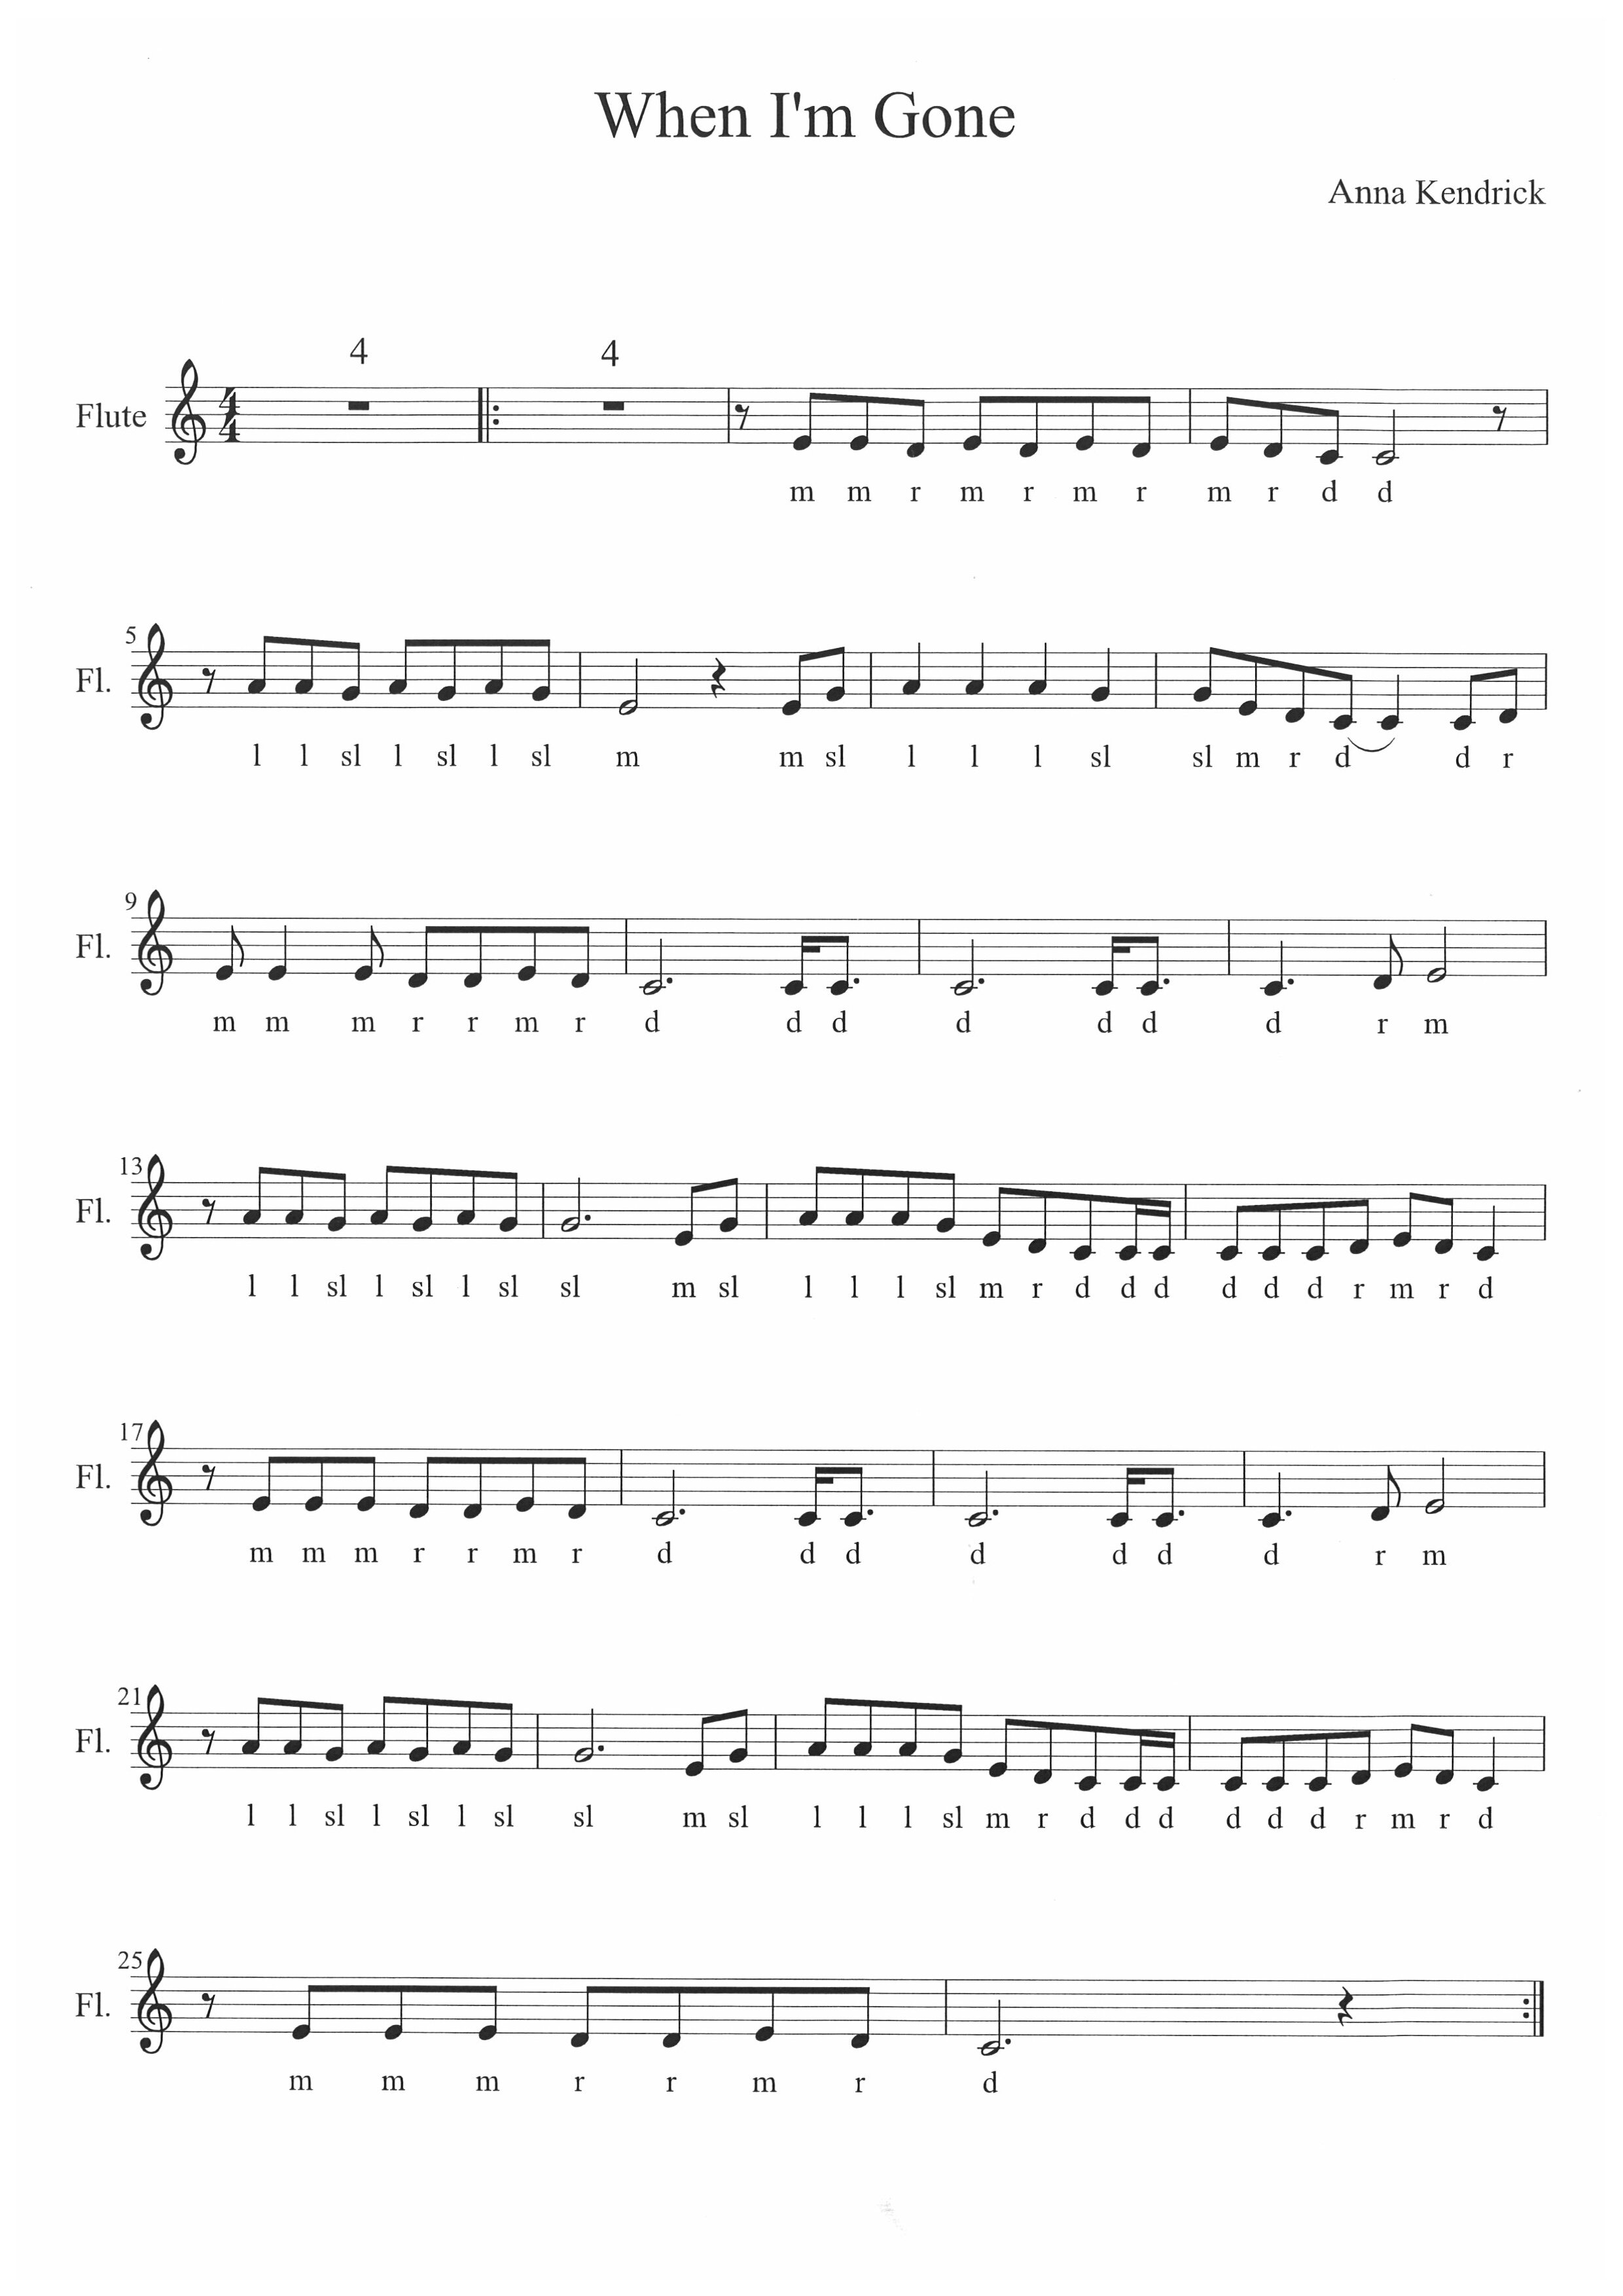 When I'm Gone
Anna Kendrick
4 4
Flute 4 4
m m r m r m r m r d d
5
Fl.
l l sl l sl l sl m m sl l l l sl sl m r d d r
9
Fl.
m m m r r m r d d d d d d d r m
13
Fl.
l l sl l sl l sl sl m sl l l l sl m r d d d d d d r m r d
17
Fl.
m m m r r m r d d d d d d d r m
21
Fl.
l l sl l sl l sl sl m sl l l l sl m r d d d d d d r m r d
25
Fl.
m m m r r m r d